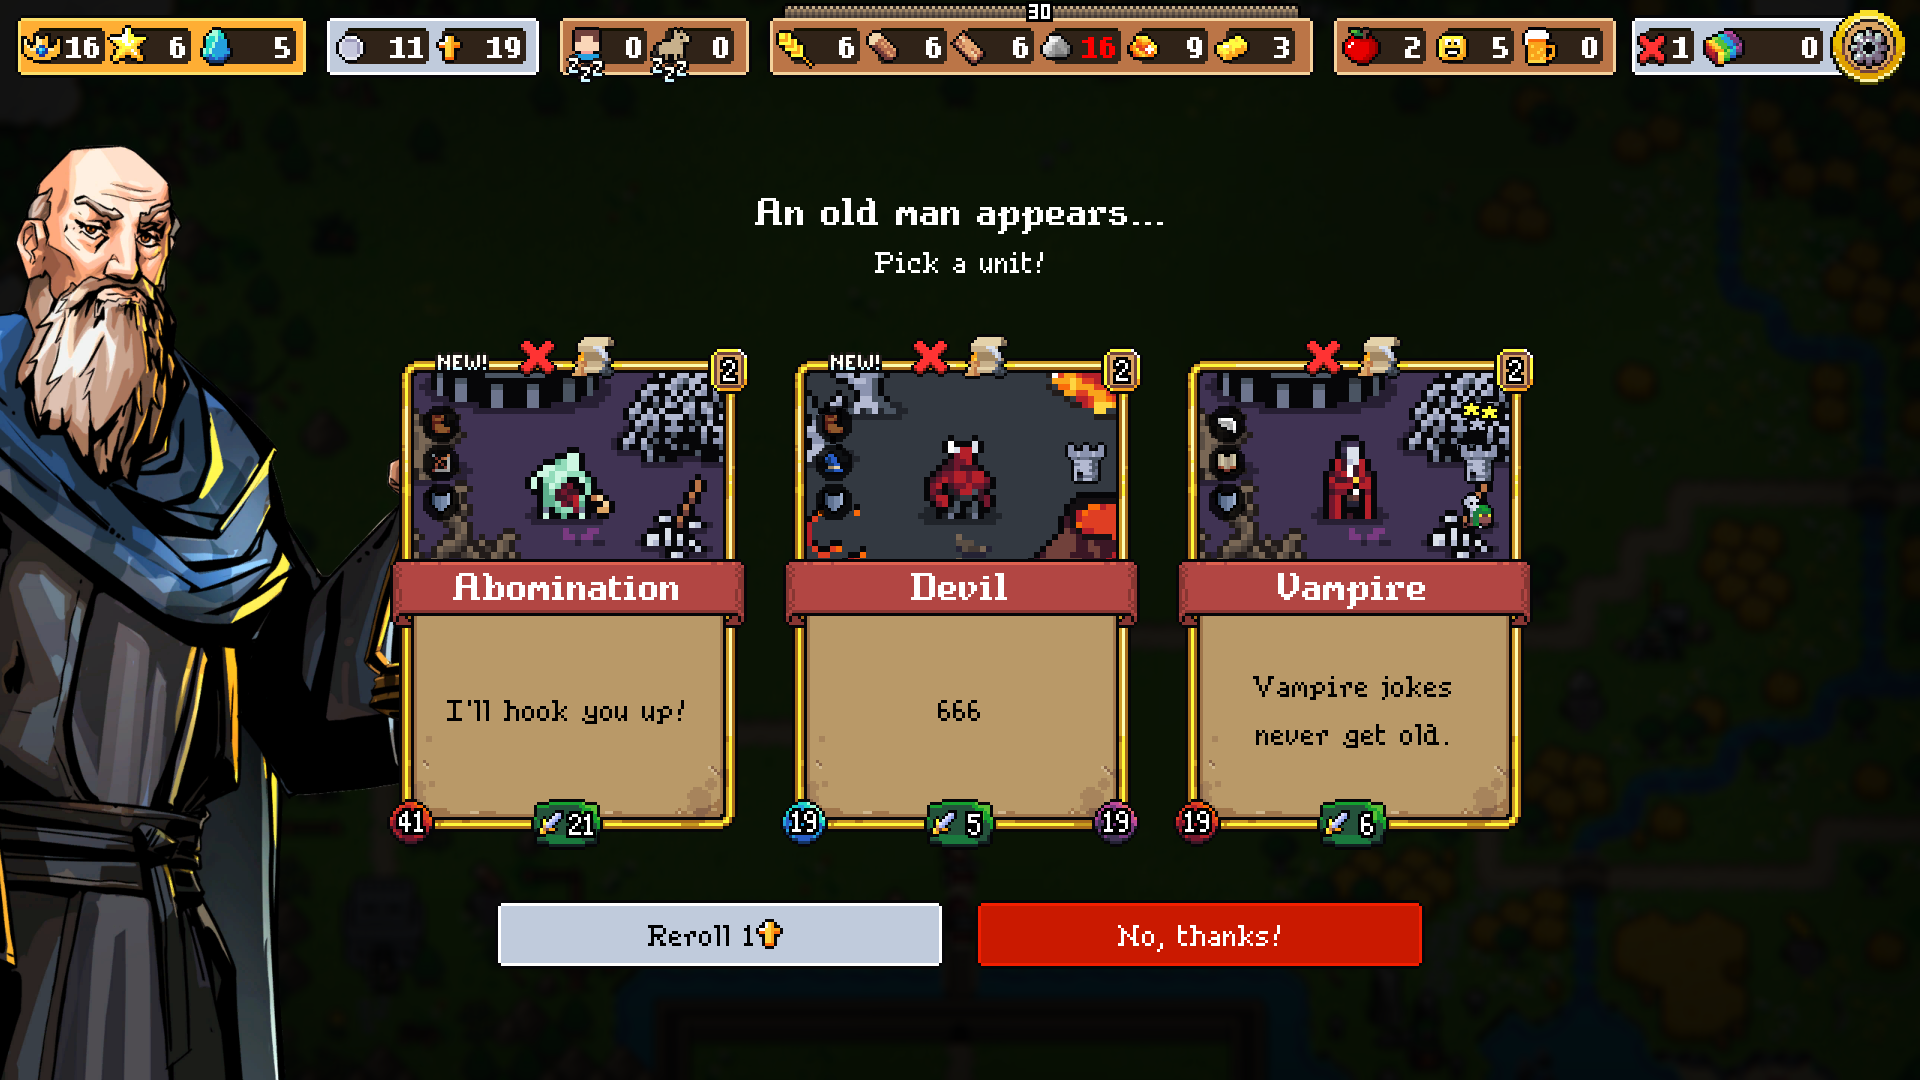 30
16 6 5 11 19 0 0 6 6 6 16 9 3 2 5 0 1 0
zzz zzz
An old man appears...
Pick a unit!
NEW! 2 NEW! 2 2
Abomination Devil Vampire
I'll hook you up!
666
Vampire jokes
never get old.
41 21 19 5 19 19 6
Reroll 1 No, thanks!